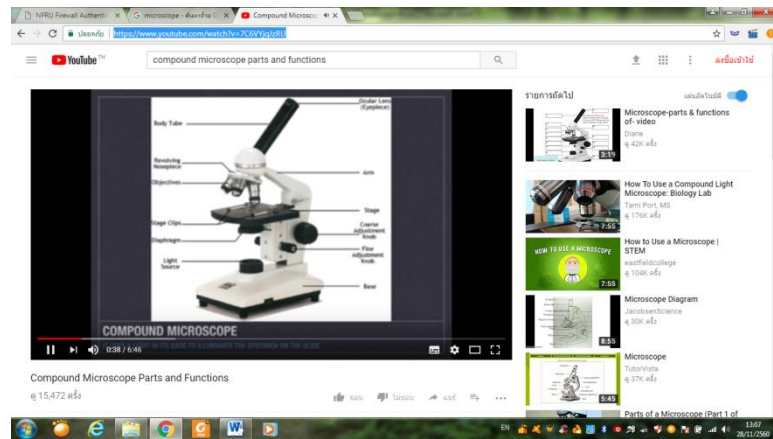 NPRU Firewall Authentic
microscope - ค้นหาด้วย G
Compound Microscop
ปลอดภัย
https://www.youtube.com/watch?v=7C6VYjqJzRU
YouTube TH
compound microscope parts and functions
ลงชื่อเข้าใช้
Ocular Lens
(Eyepiece)
Body Tube
Revolving
Nosepiece
Objectives
Arm
Stage Clips
Stage
Diaphragm
Coarse
Adjustment
Knob
Fine
Adjustment
Knob
Light
Source
Base
COMPOUND MICROSCOPE
0:38 / 6:46
Compound Microscope Parts and Functions
ดู 15,472 ครั้ง
ชอบ
ไม่ชอบ
แชร์
รายการถัดไป
เล่นอัตโนมัติ
Microscope-parts & functions
of- video
Diane
ดู 42K ครั้ง
3:19
How To Use a Compound Light
Microscope: Biology Lab
Tami Port, MS
ดู 176K ครั้ง
7:55
HOW TO USE A MICROSCOPE
How to Use a Microscope |
STEM
eastfieldcollege
ดู 104K ครั้ง
7:55
Microscope Diagram
JacobsenScience
ดู 30K ครั้ง
8:55
Microscope
TutorVista
ดู 37K ครั้ง
5:45
Parts of a Microscope (Part 1 of
EN
13:07
28/11/2560